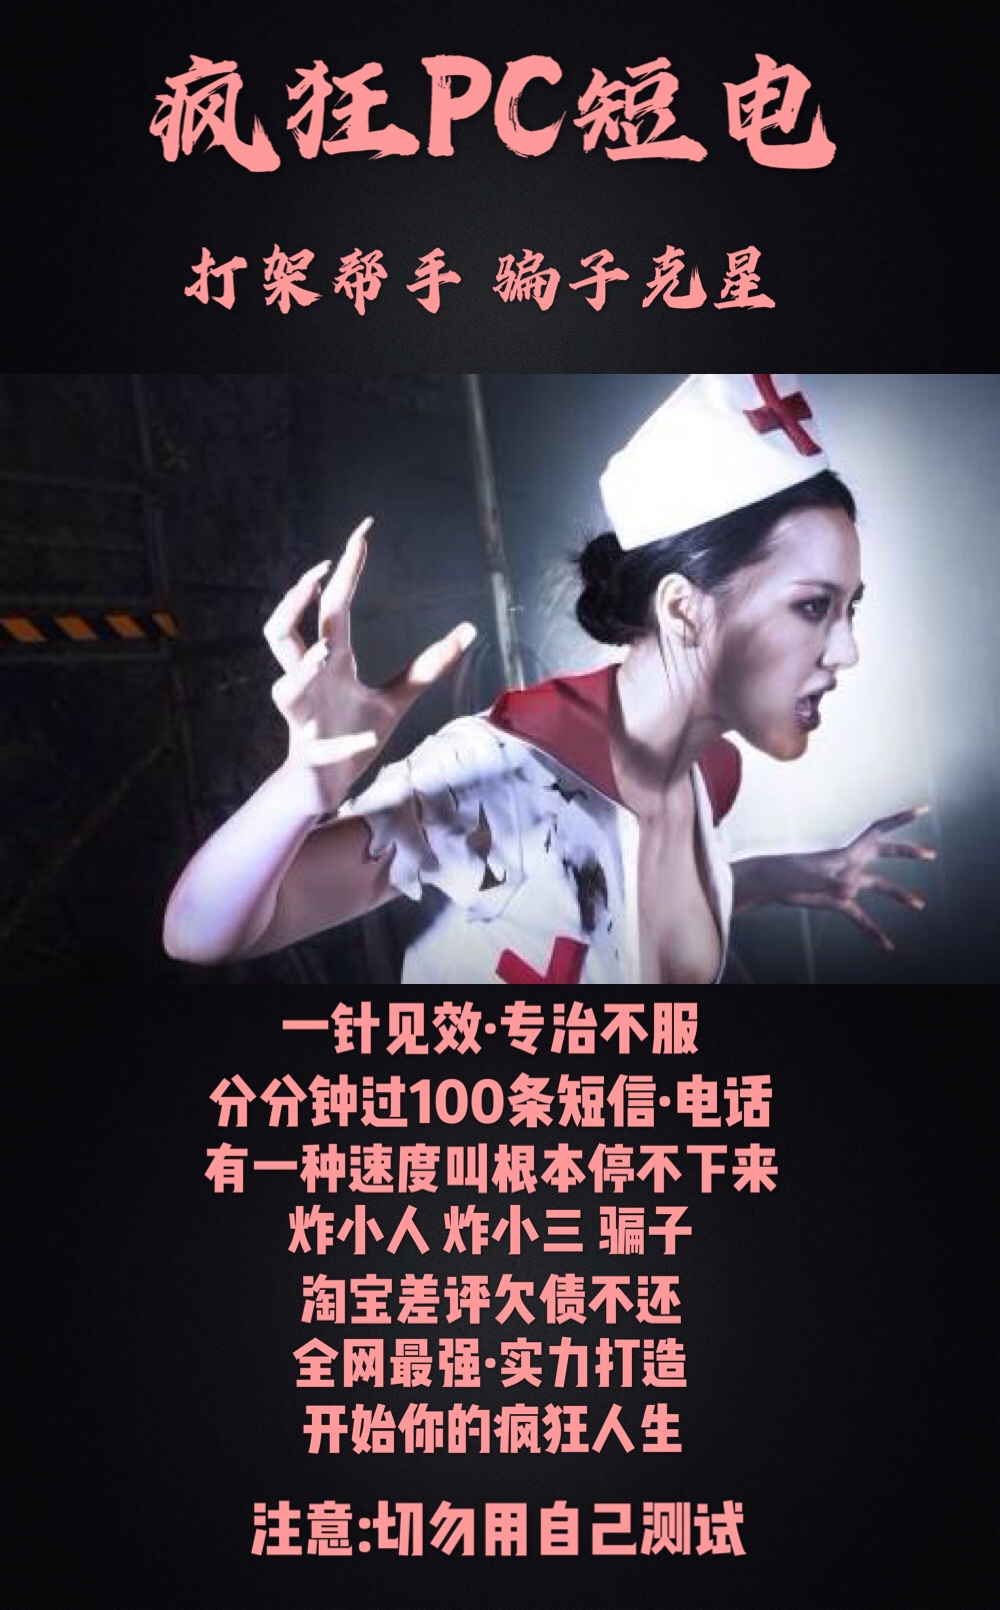 疯狂PC短电
打架帮手 骗子克星
一针见效·专治不服
分分钟过100条短信·电话
有一种速度叫根本停不下来
炸小人 炸小三 骗子
淘宝差评欠债不还
全网最强·实力打造
开始你的疯狂人生
注意:切勿用自己测试